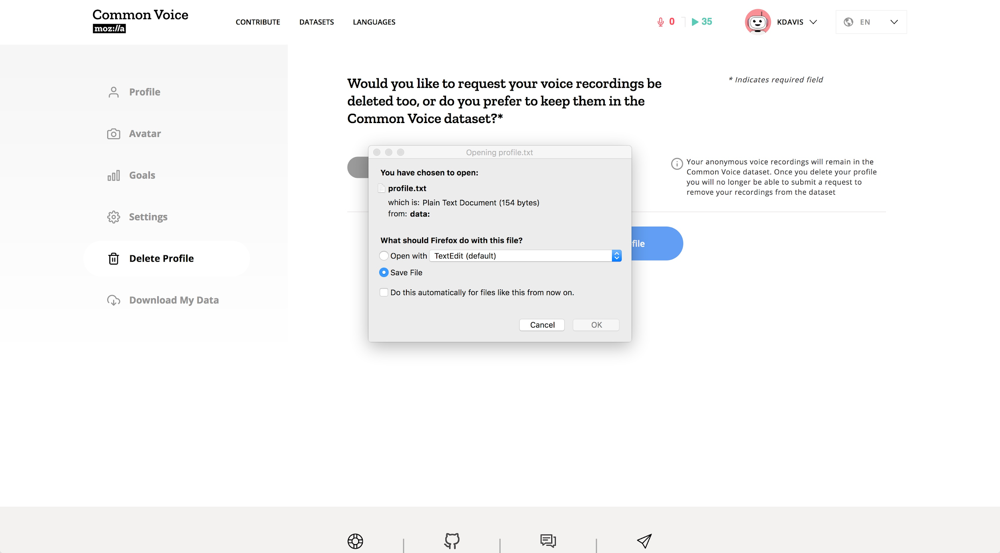 Common Voice
moz://a
CONTRIBUTE
DATASETS
LANGUAGES
0
35
KDAVIS
EN
Profile
Avatar
Goals
Settings
Delete Profile
Download My Data
Would you like to request your voice recordings be
deleted too, or do you prefer to keep them in the
Common Voice dataset?*
* Indicates required field
Your anonymous voice recordings will remain in the
Common Voice dataset. Once you delete your profile
you will no longer be able to submit a request to
remove your recordings from the dataset
file
Opening profile.txt
You have chosen to open:
profile.txt
which is: Plain Text Document (154 bytes)
from: data:
What should Firefox do with this file?
Open with TextEdit (default)
Save File
Do this automatically for files like this from now on.
Cancel
OK